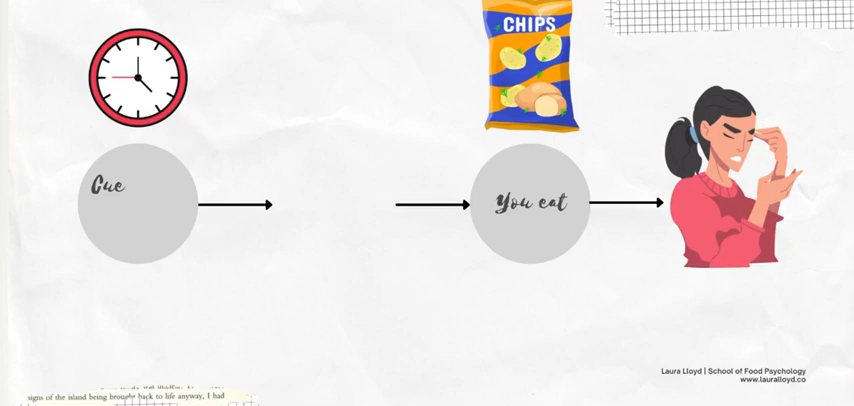 CHIPS
Cue
You eat
Laura Lloyd | School of Food Psychology
www.lauralloyd.co
signs of the island being brought back to life anyway, I had